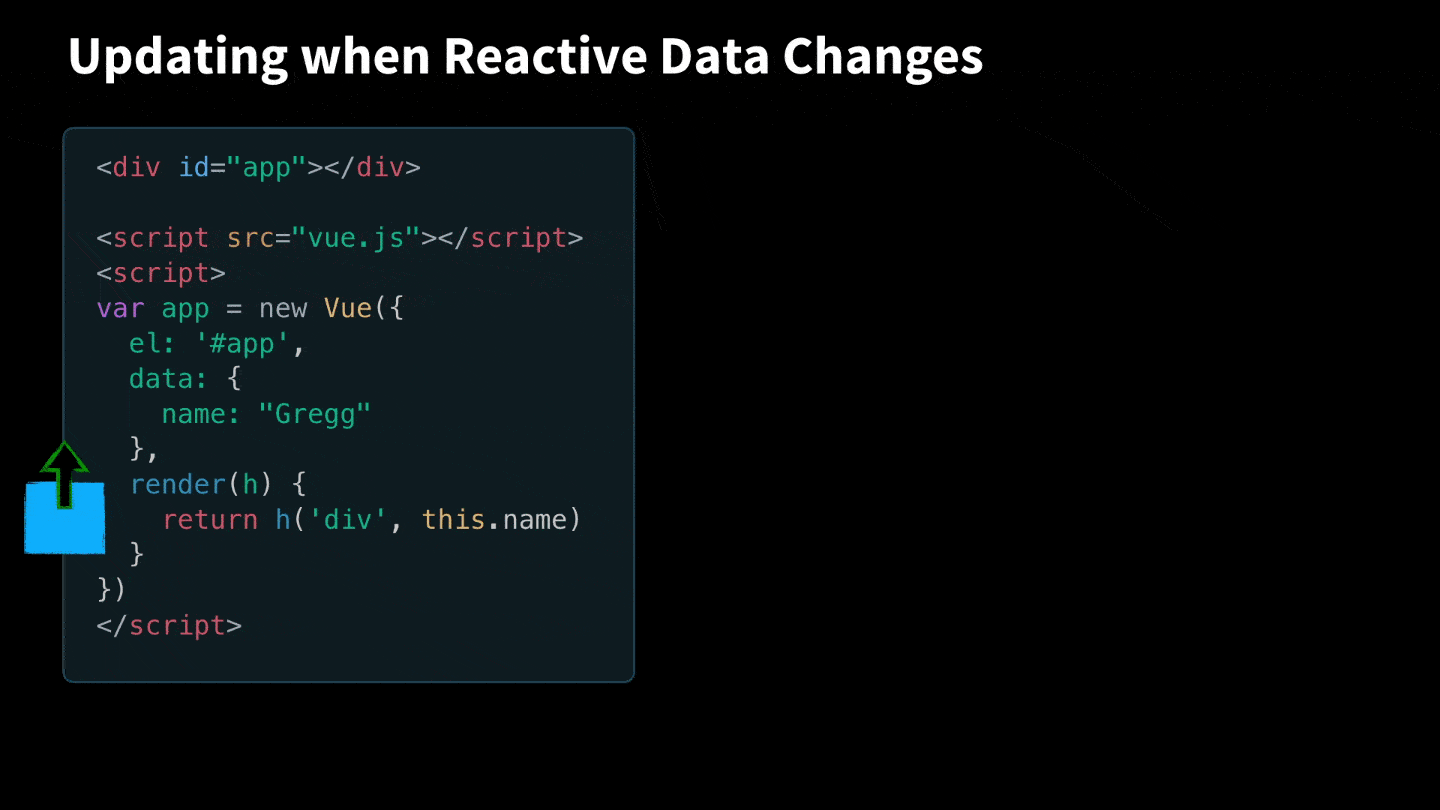 Updating when Reactive Data Changes
<div id="app"></div>
<script src="vue.js"></script>
<script>
var app = new Vue({
  el: '#app',
  data: {
    name: "Gregg"
  },
  render(h) {
    return h('div', this.name)
  }
})
</script>